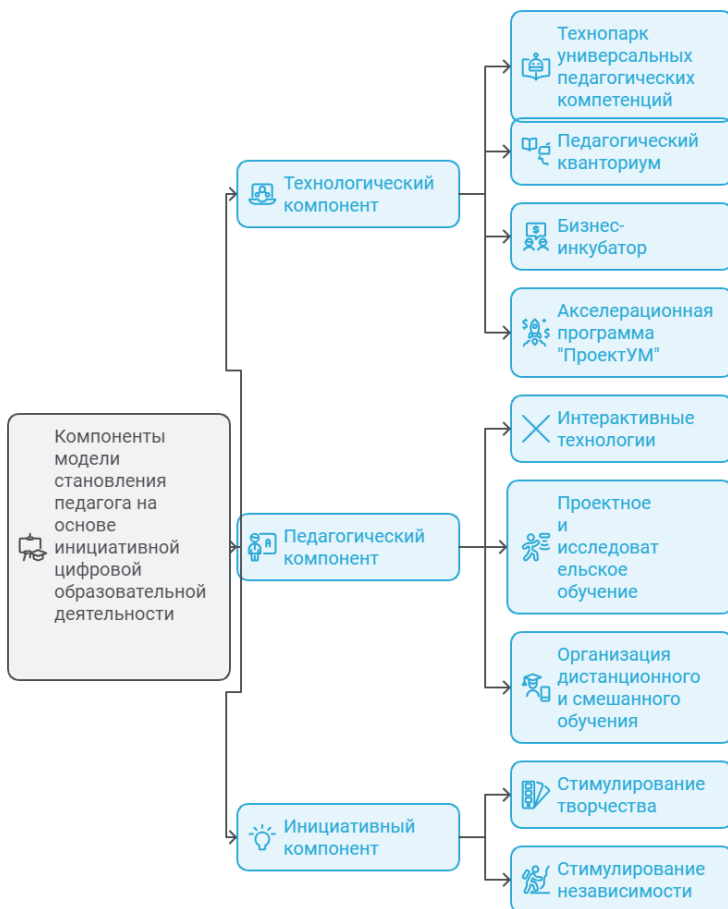 Компоненты
модели
становления
педагога на
основе
инициативной
цифровой
образовательной
деятельности
Технологический
компонент
Технопарк
универсальных
педагогических
компетенций
Педагогический
кванториум
Бизнес-
инкубатор
Акселерационная
программа
"ПроектУМ"
Педагогический
компонент
Интерактивные
технологии
Проектное
и
исследоват
ельское
обучение
Организация
дистанционного
и смешанного
обучения
Инициативный
компонент
Стимулирование
творчества
Стимулирование
независимости